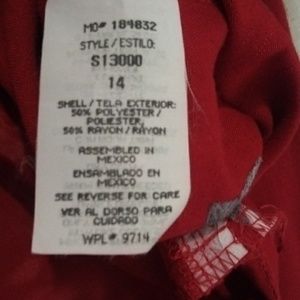 MO# 184832
STYLE/ESTILO:
S13000
14
SHELL/TELA EXTERIOR:
50% POLYESTER/
POLIESTER,
50% RAYON/RAYON
ASSEMBLED IN
MEXICO
ENSAMBLADO EN
MEXICO
SEE REVERSE FOR CARE
VER AL DORSO PARA
CUIDADO
WPL# 9714